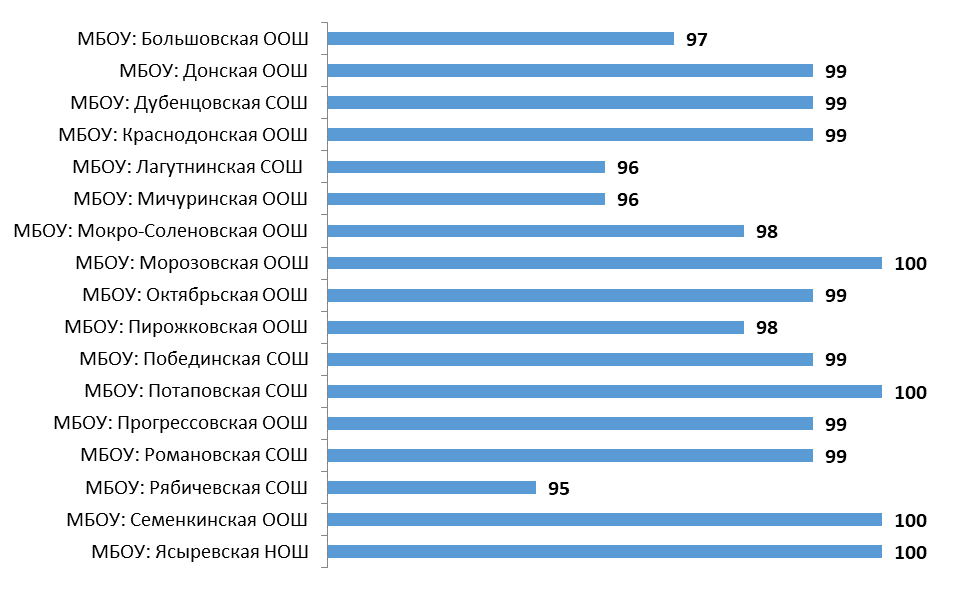 МБОУ: Большовская ООШ 97
МБОУ: Донская ООШ 99
МБОУ: Дубенцовская СОШ 99
МБОУ: Краснодонская ООШ 99
МБОУ: Лагутнинская СОШ 96
МБОУ: Мичуринская ООШ 96
МБОУ: Мокро-Соленовская ООШ 98
МБОУ: Морозовская ООШ 100
МБОУ: Октябрьская ООШ 99
МБОУ: Пирожковская ООШ 98
МБОУ: Побединская СОШ 99
МБОУ: Потаповская СОШ 100
МБОУ: Прогрессовская ООШ 99
МБОУ: Романовская СОШ 99
МБОУ: Рябичевская СОШ 95
МБОУ: Семенкинская ООШ 100
МБОУ: Ясыревская НОШ 100